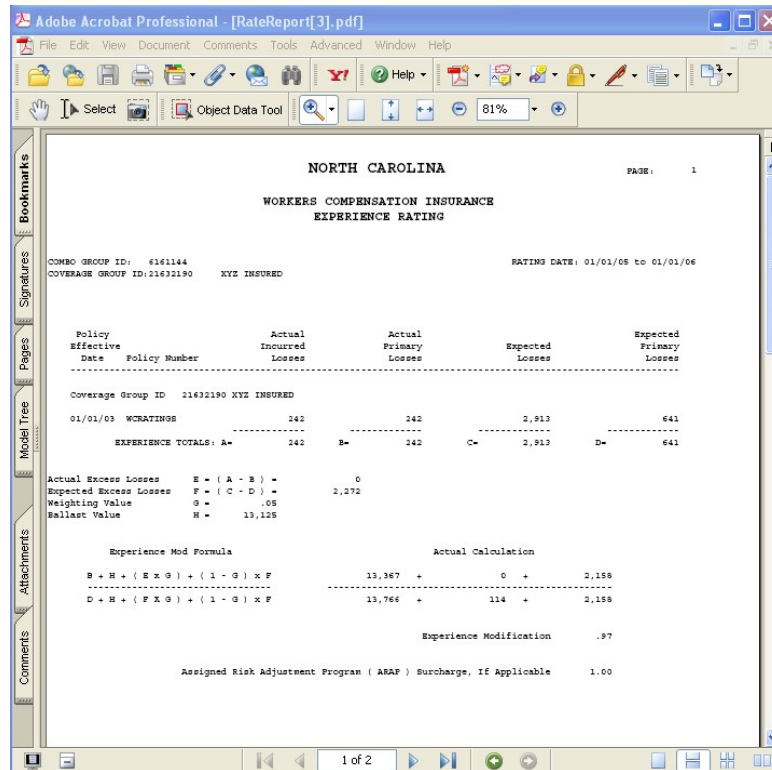 Adobe Acrobat Professional - [RateReport[3].pdf]
File Edit View Document Comments Tools Advanced Window Help
Y! Help
Select Object Data Tool 81%
Bookmarks
Signatures
Pages
Model Tree
Attachments
Comments
NORTH CAROLINA PAGE: 1
WORKERS COMPENSATION INSURANCE
EXPERIENCE RATING
COMBO GROUP ID: 6161144 RATING DATE: 01/01/05 to 01/01/06
COVERAGE GROUP ID:21632190 XYZ INSURED
Policy Actual Actual Expected
Effective Incurred Primary Expected Primary
Date Policy Number Losses Losses Losses Losses
Coverage Group ID 21632190 XYZ INSURED
01/01/03 WCRATINGS 242 242 2,913 641
EXPERIENCE TOTALS: A= 242 B= 242 C= 2,913 D= 641
Actual Excess Losses E = ( A - B ) = 0
Expected Excess Losses F = ( C - D ) = 2,272
Weighting Value G = .05
Ballast Value H = 13,125
Experience Mod Formula Actual Calculation
B + H + ( E x G ) + ( 1 - G ) x F 13,367 + 0 + 2,158
D + H + ( F X G ) + ( 1 - G ) x F 13,766 + 114 + 2,158
Experience Modification .97
Assigned Risk Adjustment Program ( ARAP ) Surcharge, If Applicable 1.00
1 of 2